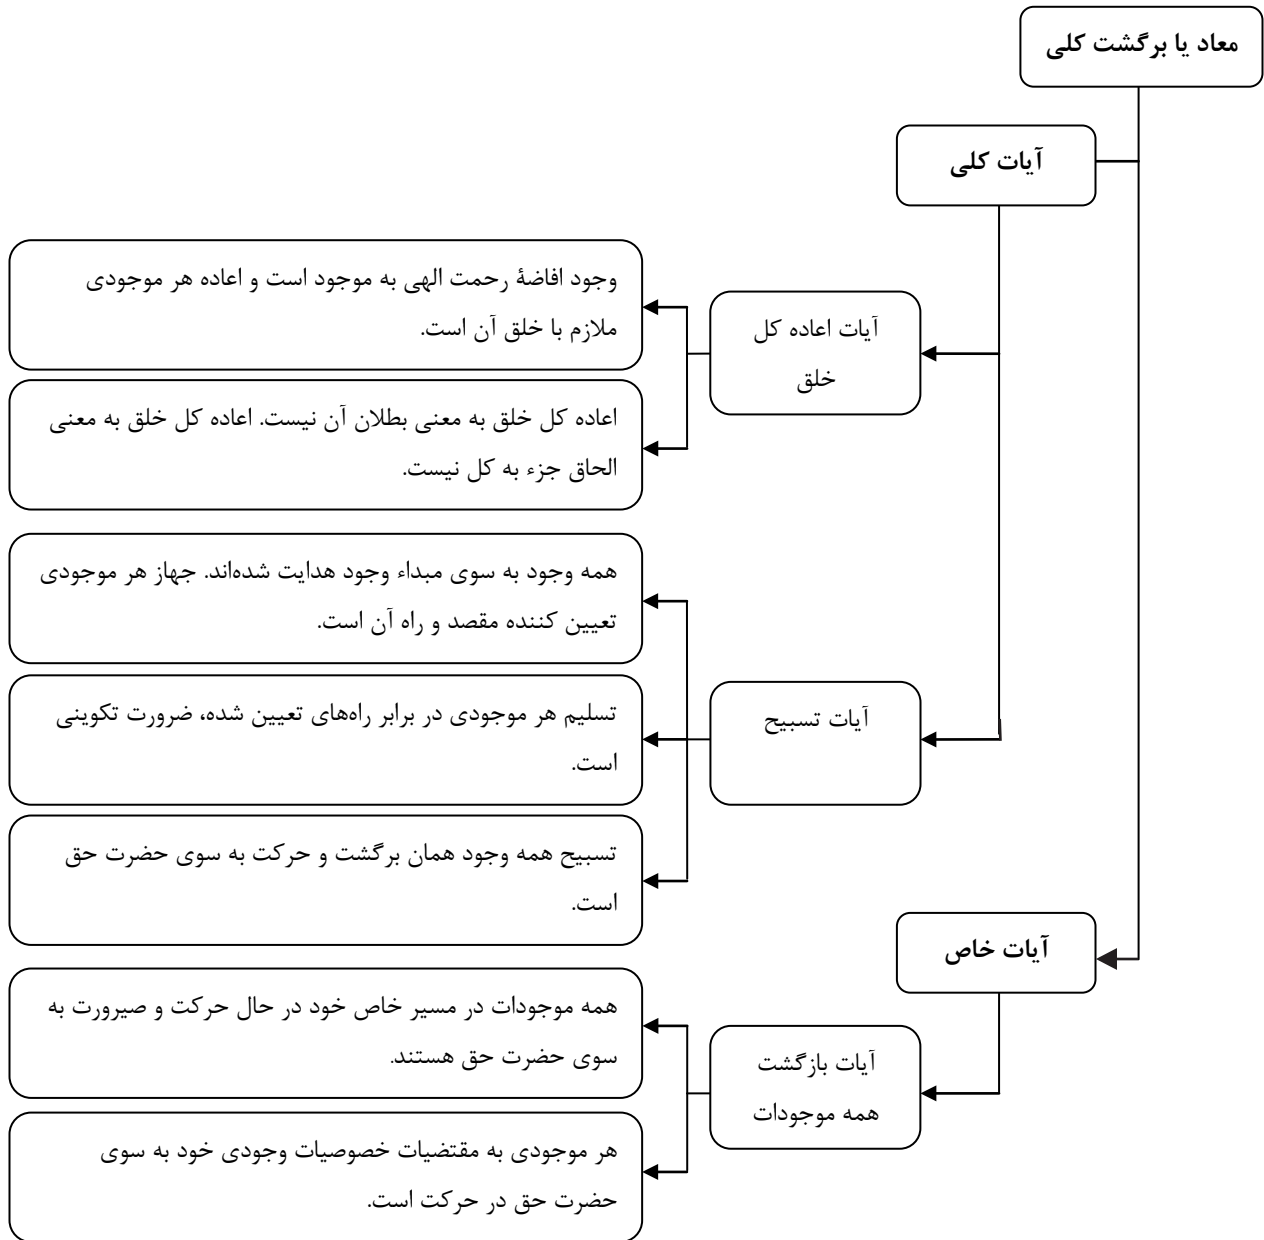 معاد یا برگشت کلی
آیات کلی
آیات اعاده کل
خلق
وجود افاضۀ رحمت الهی به موجود است و اعاده هر موجودی
ملازم با خلق آن است.
اعاده کل خلق به معنی بطلان آن نیست. اعاده کل خلق به معنی
الحاق جزء به کل نیست.
آیات تسبیح
همه وجود به سوی مبداء وجود هدایت شده‌اند. جهاز هر موجودی
تعیین کننده مقصد و راه آن است.
تسلیم هر موجودی در برابر راه‌های تعیین شده، ضرورت تکوینی
است.
تسبیح همه وجود همان برگشت و حرکت به سوی حضرت حق
است.
آیات خاص
آیات بازگشت
همه موجودات
همه موجودات در مسیر خاص خود در حال حرکت و صیرورت به
سوی حضرت حق هستند.
هر موجودی به مقتضیات خصوصیات وجودی خود به سوی
حضرت حق در حرکت است.